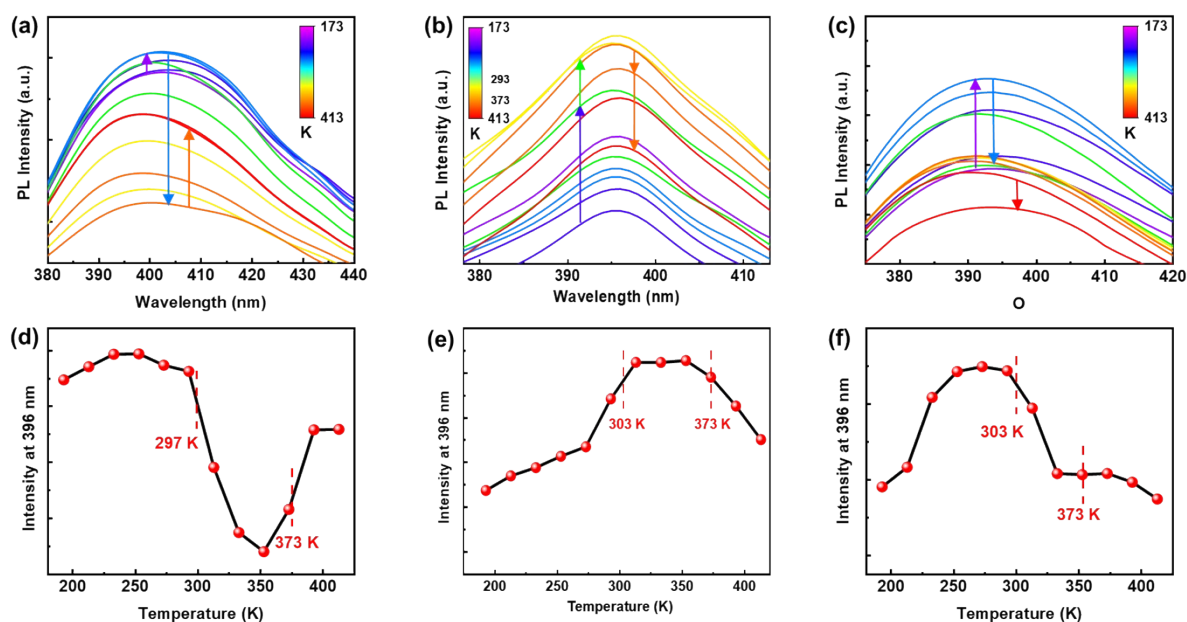 (a)
173
413
K
PL Intensity (a.u.)
380 390 400 410 420 430 440
Wavelength (nm)
(b)
173
293
373
413
K
PL Intensity (a.u.)
380 390 400 410
Wavelength (nm)
(c)
173
413
K
PL Intensity (a.u.)
380 390 400 410 420
O
(d)
297 K
373 K
Intensity at 396 nm
200 250 300 350 400
Temperature (K)
(e)
303 K
373 K
Intensity at 396 nm
200 250 300 350 400
Temperature (K)
(f)
303 K
373 K
Intensity at 396 nm
200 250 300 350 400
Temperature (K)